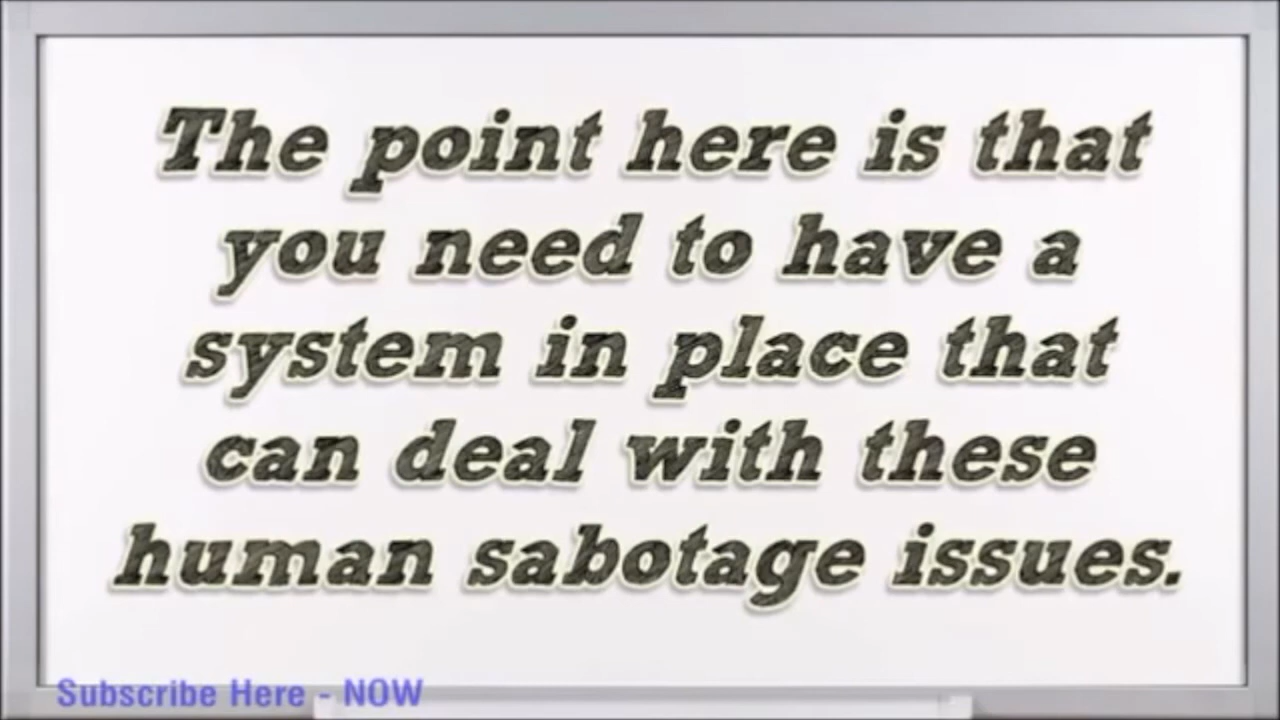 The point here is that
you need to have a
system in place that
can deal with these
human sabotage issues.
Subscribe Here - NOW